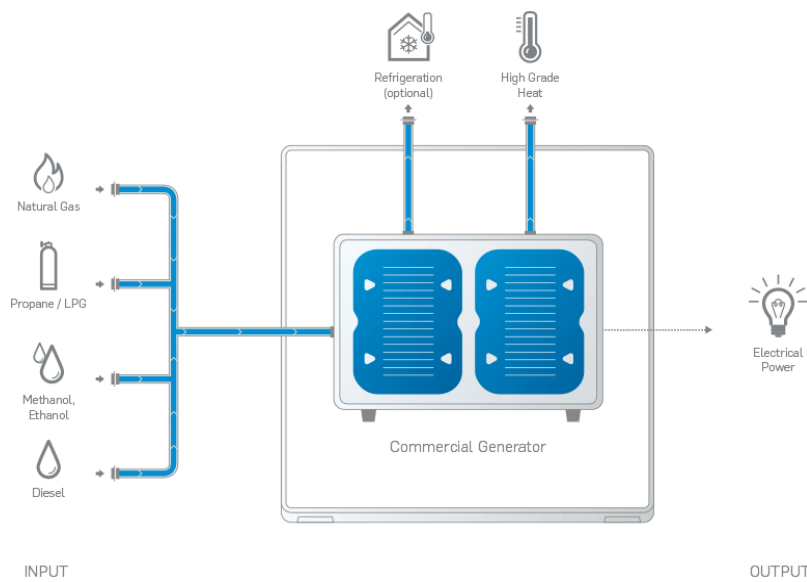 Refrigeration
(optional)
High Grade
Heat
Natural Gas
Propane / LPG
Methanol,
Ethanol
Diesel
Commercial Generator
Electrical
Power
INPUT
OUTPUT